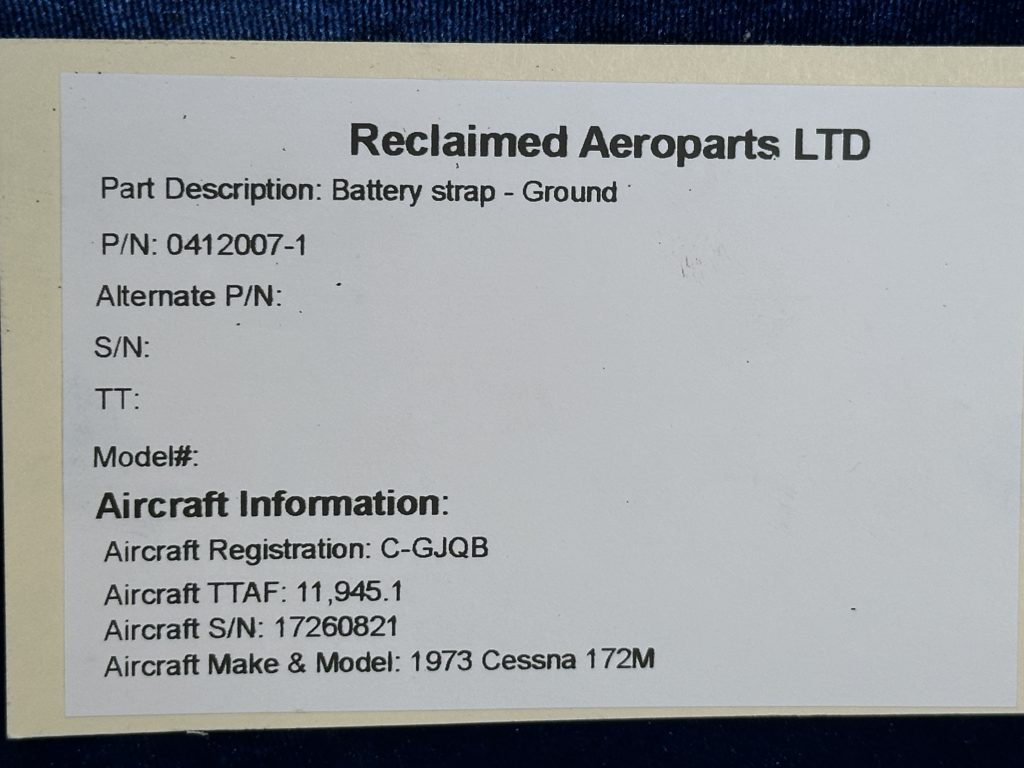 Reclaimed Aeroparts LTD
Part Description: Battery strap - Ground
P/N: 0412007-1
Alternate P/N:
S/N:
TT:
Model#:
Aircraft Information:
Aircraft Registration: C-GJQB
Aircraft TTAF: 11,945.1
Aircraft S/N: 17260821
Aircraft Make & Model: 1973 Cessna 172M